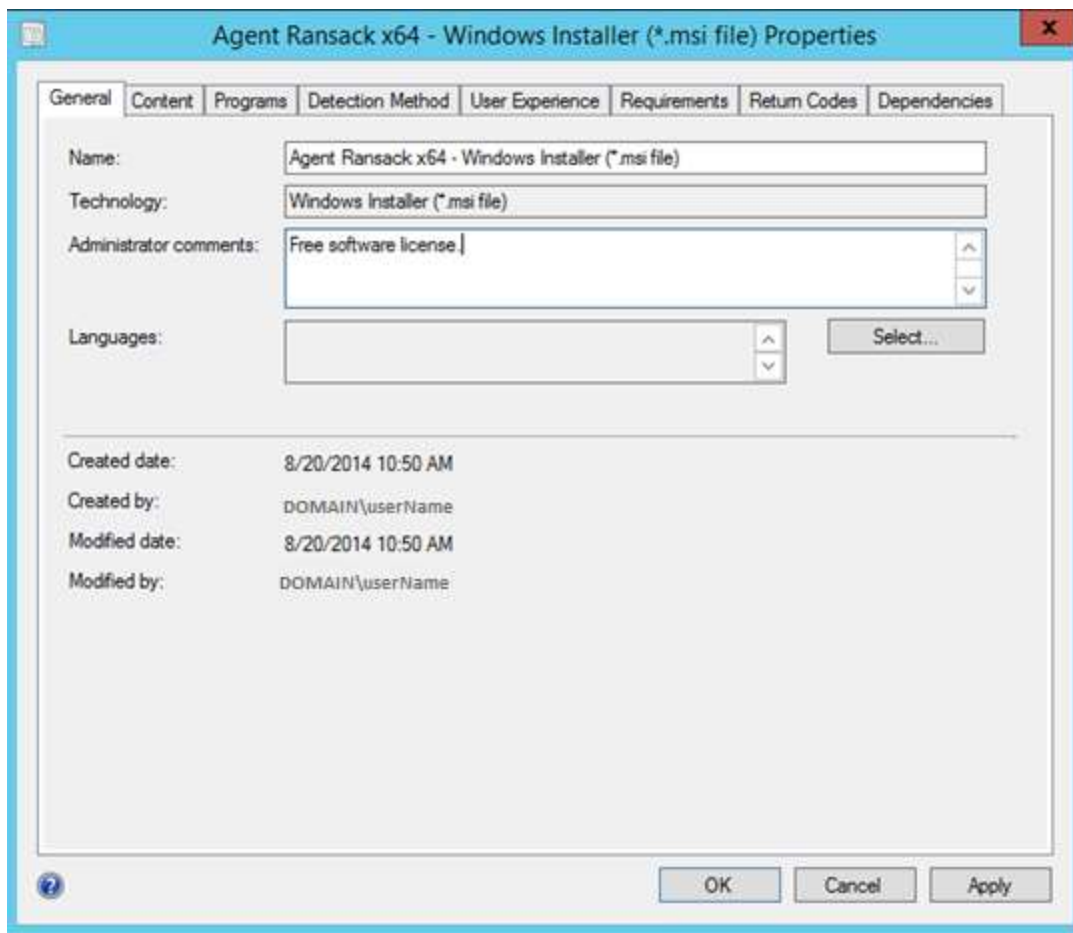 Agent Ransack x64 - Windows Installer (*.msi file) Properties
x
General Content Programs Detection Method User Experience Requirements Return Codes Dependencies
Name: Agent Ransack x64 - Windows Installer (*.msi file)
Technology: Windows Installer (*.msi file)
Administrator comments: Free software license.
Languages: Select...
Created date: 8/20/2014 10:50 AM
Created by: DOMAIN\userName
Modified date: 8/20/2014 10:50 AM
Modified by: DOMAIN\userName
? OK Cancel Apply